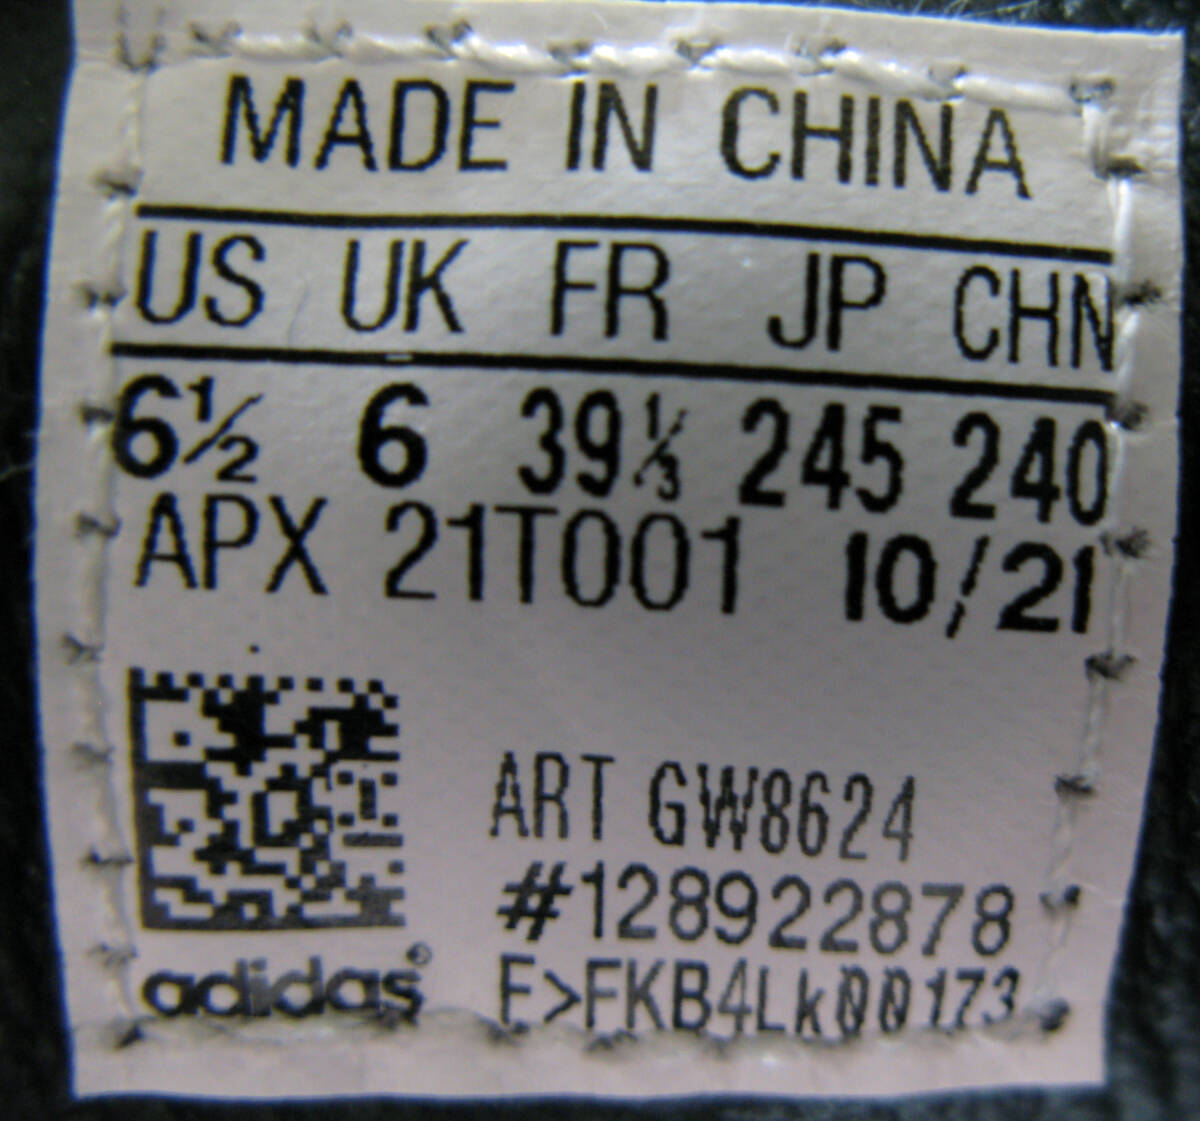 MADE IN CHINA
US UK FR JP CHN
6½ 6 39⅓ 245 240
APX 21T001 10/21
ART GW8624
#128922878
E>FKB4Lk00173
adidas®